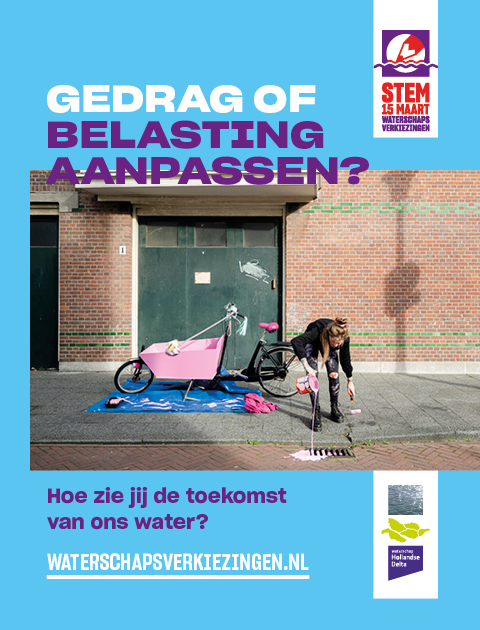 STEM
15 MAART
WATERSCHAPS
VERKIEZINGEN
GEDRAG OF
BELASTING
AANPASSEN?
1
Hoe zie jij de toekomst
van ons water?
WATERSCHAPSVERKIEZINGEN.NL
waterschap
Hollandse
Delta